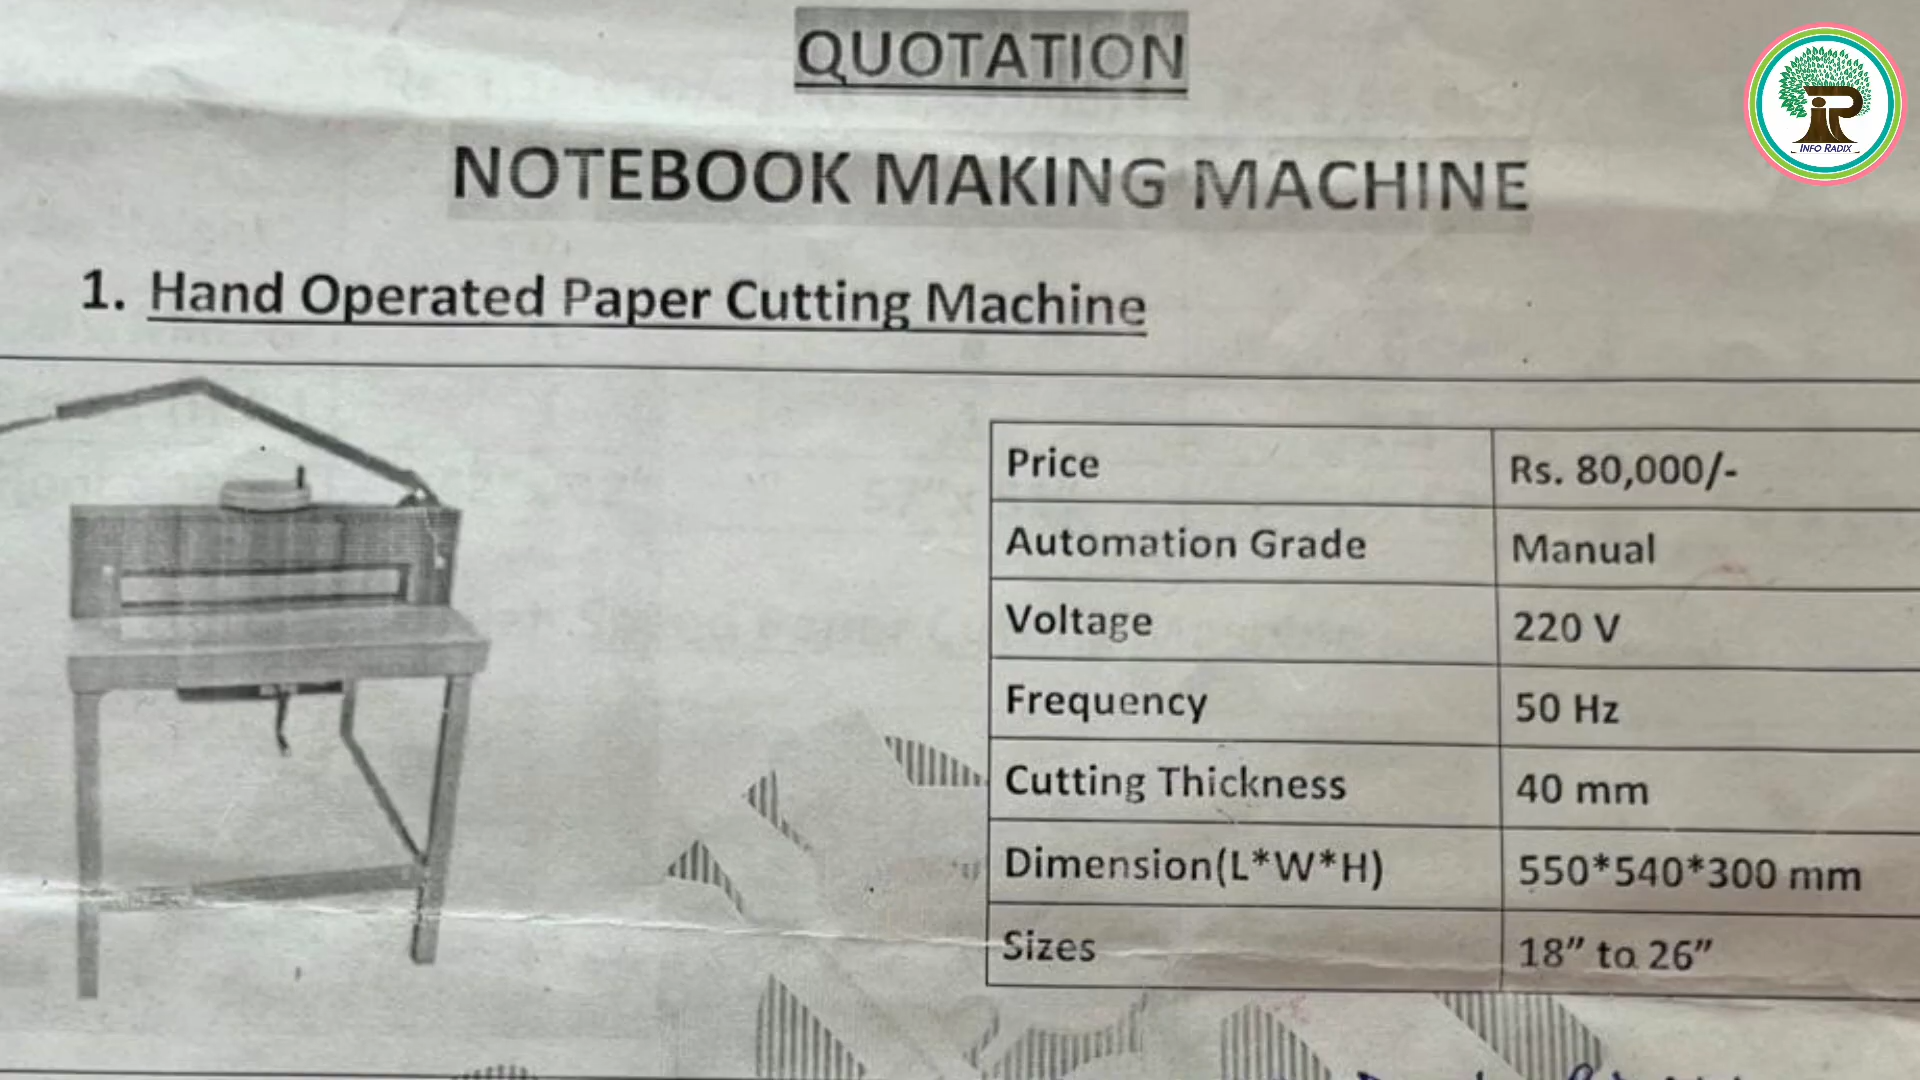 QUOTATION
NOTEBOOK MAKING MACHINE
1. Hand Operated Paper Cutting Machine
Price Rs. 80,000/-
Automation Grade Manual
Voltage 220 V
Frequency 50 Hz
Cutting Thickness 40 mm
Dimension(L*W*H) 550*540*300 mm
Sizes 18” to 26”
INFO RADIX